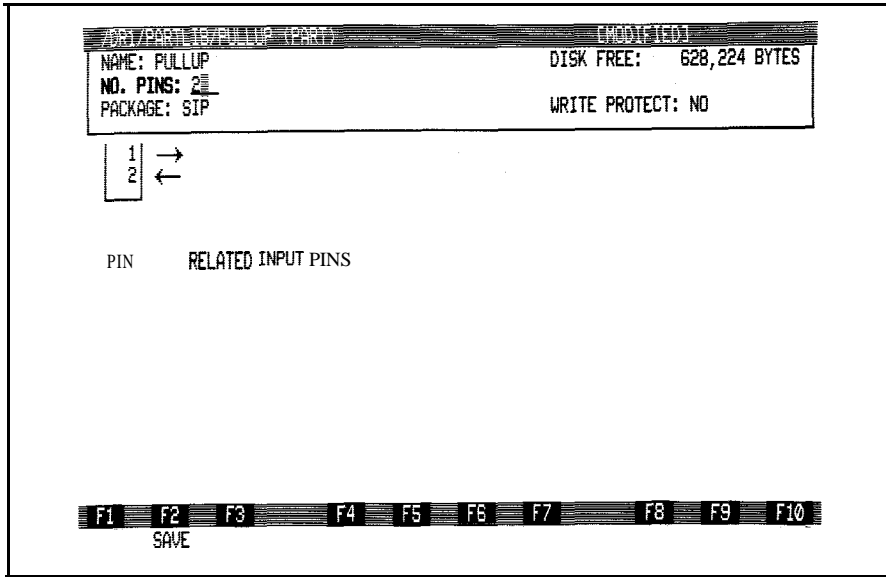 /DR1/PARTLIB/PULLUP (PART) [MODIFIED]
NAME: PULLUP DISK FREE: 628,224 BYTES
NO. PINS: 2
PACKAGE: SIP WRITE PROTECT: NO
1 →
2 ←
PIN RELATED INPUT PINS
F1 F2 F3 F4 F5 F6 F7 F8 F9 F10
SAVE